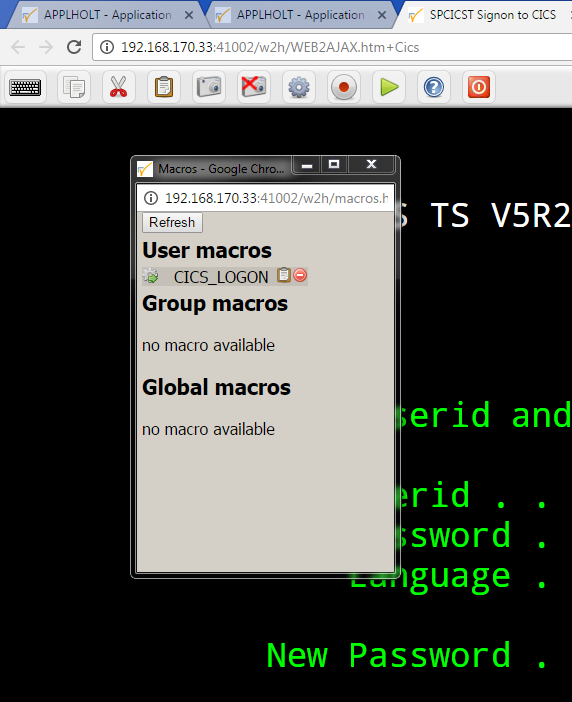 APPLHOLT - Application
APPLHOLT - Application
SPCICST Signon to CICS
192.168.170.33:41002/w2h/WEB2AJAX.htm+Cics
Macros - Google Chro...
192.168.170.33:41002/w2h/macros.h
Refresh
S TS V5R2
User macros
CICS_LOGON
Group macros
no macro available
Global macros
no macro available
serid and
erid . .
ssword .
Language .
New Password .